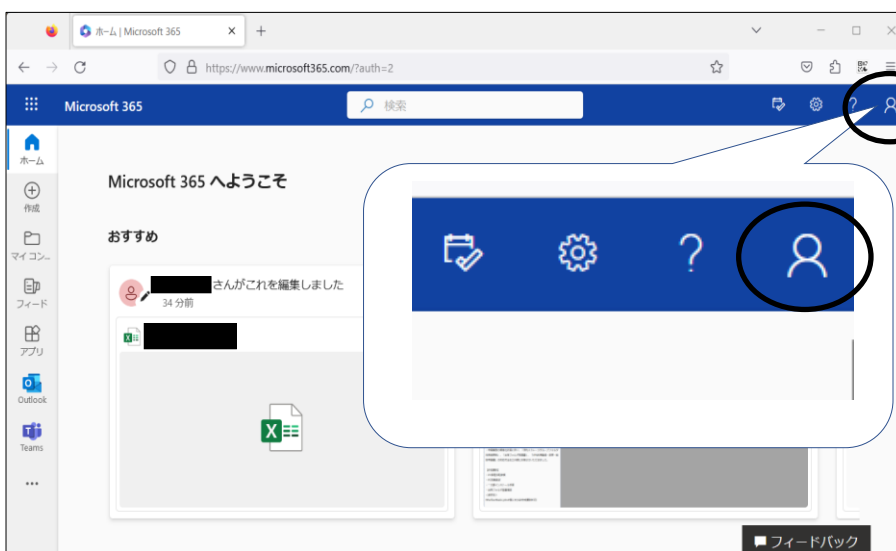 ホーム | Microsoft 365
https://www.microsoft365.com/?auth=2
Microsoft 365
検索
?
ホーム
作成
マイ コン...
フィード
アプリ
Outlook
Teams
Microsoft 365 へようこそ
おすすめ
さんがこれを編集しました
34 分前
?
フィードバック